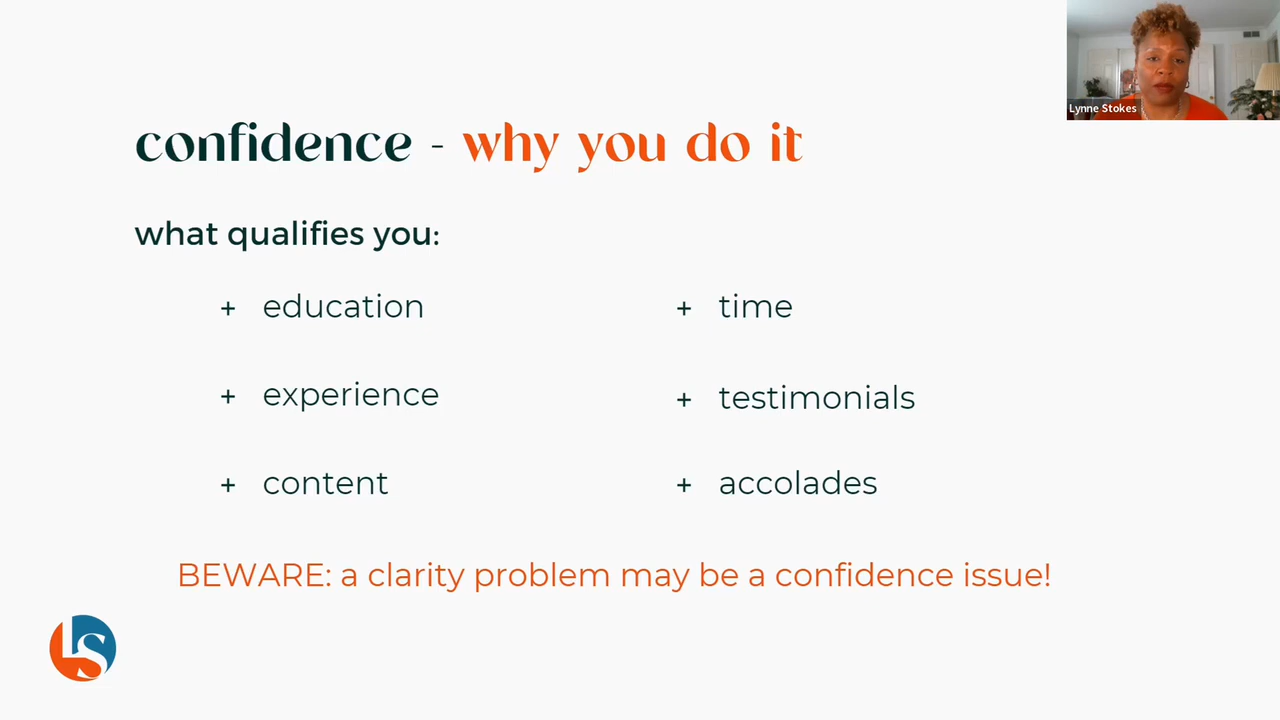 Lynne Stokes
confidence - why you do it
what qualifies you:
+ education
+ time
+ experience
+ testimonials
+ content
+ accolades
BEWARE: a clarity problem may be a confidence issue!
LS